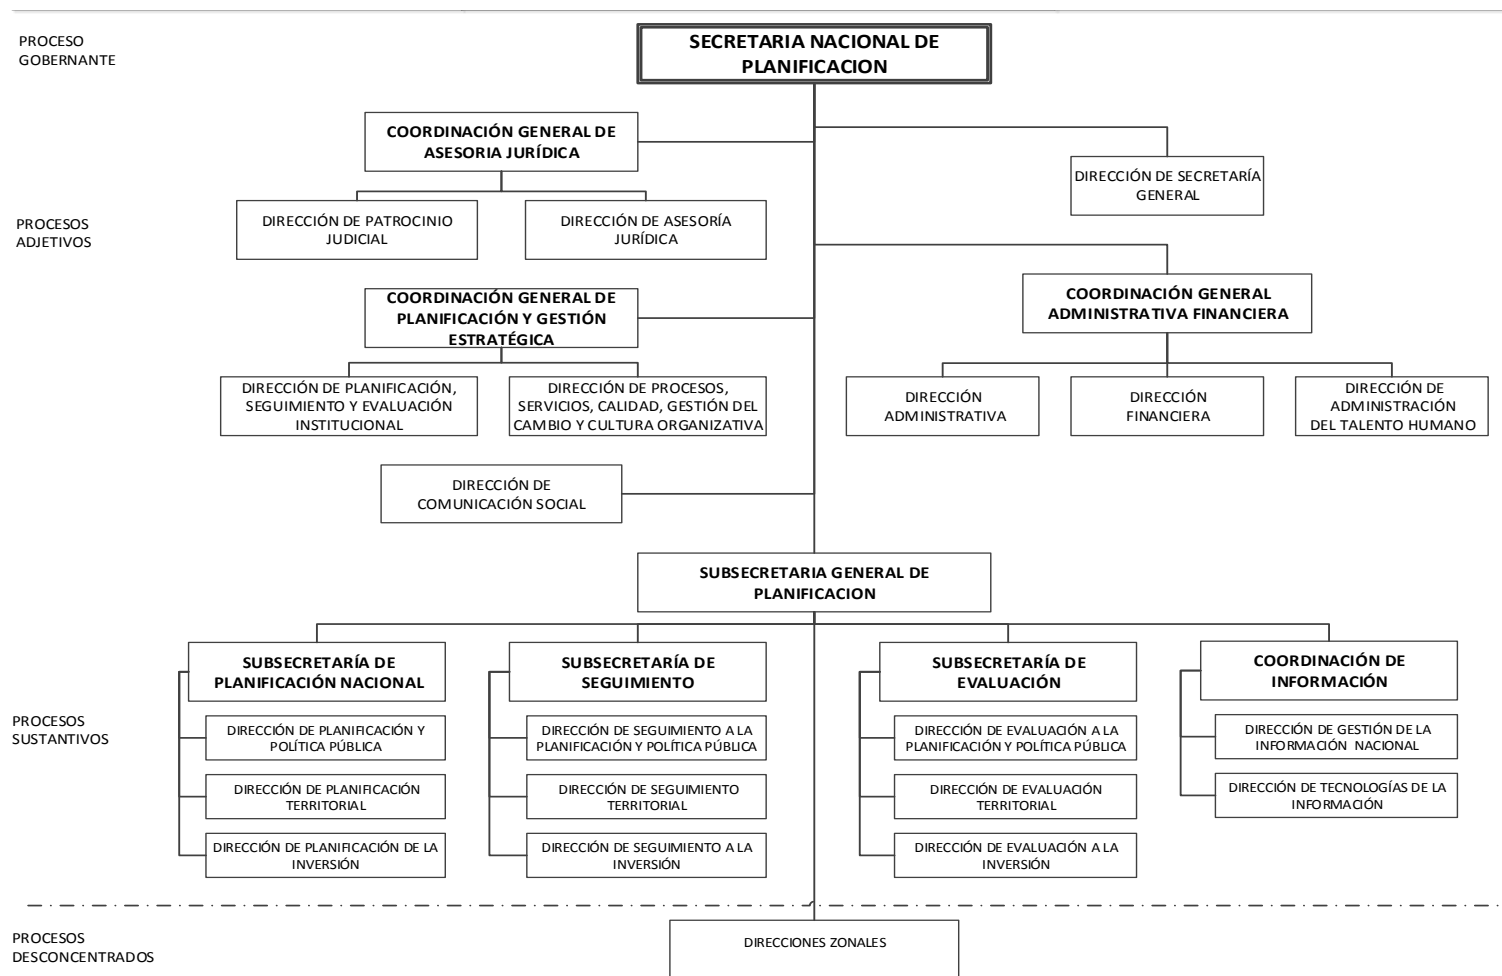 PROCESO
GOBERNANTE
SECRETARIA NACIONAL DE
PLANIFICACION
COORDINACIÓN GENERAL DE
ASESORIA JURÍDICA
DIRECCIÓN DE SECRETARÍA
GENERAL
PROCESOS
ADJETIVOS
DIRECCIÓN DE PATROCINIO
JUDICIAL
DIRECCIÓN DE ASESORÍA
JURÍDICA
COORDINACIÓN GENERAL DE
PLANIFICACIÓN Y GESTIÓN
ESTRATÉGICA
COORDINACIÓN GENERAL
ADMINISTRATIVA FINANCIERA
DIRECCIÓN DE PLANIFICACIÓN,
SEGUIMIENTO Y EVALUACIÓN
INSTITUCIONAL
DIRECCIÓN DE PROCESOS,
SERVICIOS, CALIDAD, GESTIÓN DEL
CAMBIO Y CULTURA ORGANIZATIVA
DIRECCIÓN
ADMINISTRATIVA
DIRECCIÓN
FINANCIERA
DIRECCIÓN DE
ADMINISTRACIÓN
DEL TALENTO HUMANO
DIRECCIÓN DE
COMUNICACIÓN SOCIAL
SUBSECRETARIA GENERAL DE
PLANIFICACION
PROCESOS
SUSTANTIVOS
SUBSECRETARÍA DE
PLANIFICACIÓN NACIONAL
DIRECCIÓN DE PLANIFICACIÓN Y
POLÍTICA PÚBLICA
DIRECCIÓN DE PLANIFICACIÓN
TERRITORIAL
DIRECCIÓN DE PLANIFICACIÓN DE LA
INVERSIÓN
SUBSECRETARÍA DE
SEGUIMIENTO
DIRECCIÓN DE SEGUIMIENTO A LA
PLANIFICACIÓN Y POLÍTICA PÚBLICA
DIRECCIÓN DE SEGUIMIENTO
TERRITORIAL
DIRECCIÓN DE SEGUIMIENTO A LA
INVERSIÓN
SUBSECRETARÍA DE
EVALUACIÓN
DIRECCIÓN DE EVALUACIÓN A LA
PLANIFICACIÓN Y POLÍTICA PÚBLICA
DIRECCIÓN DE EVALUACIÓN
TERRITORIAL
DIRECCIÓN DE EVALUACIÓN A LA
INVERSIÓN
COORDINACIÓN DE
INFORMACIÓN
DIRECCIÓN DE GESTIÓN DE LA
INFORMACIÓN NACIONAL
DIRECCIÓN DE TECNOLOGÍAS DE LA
INFORMACIÓN
PROCESOS
DESCONCENTRADOS
DIRECCIONES ZONALES